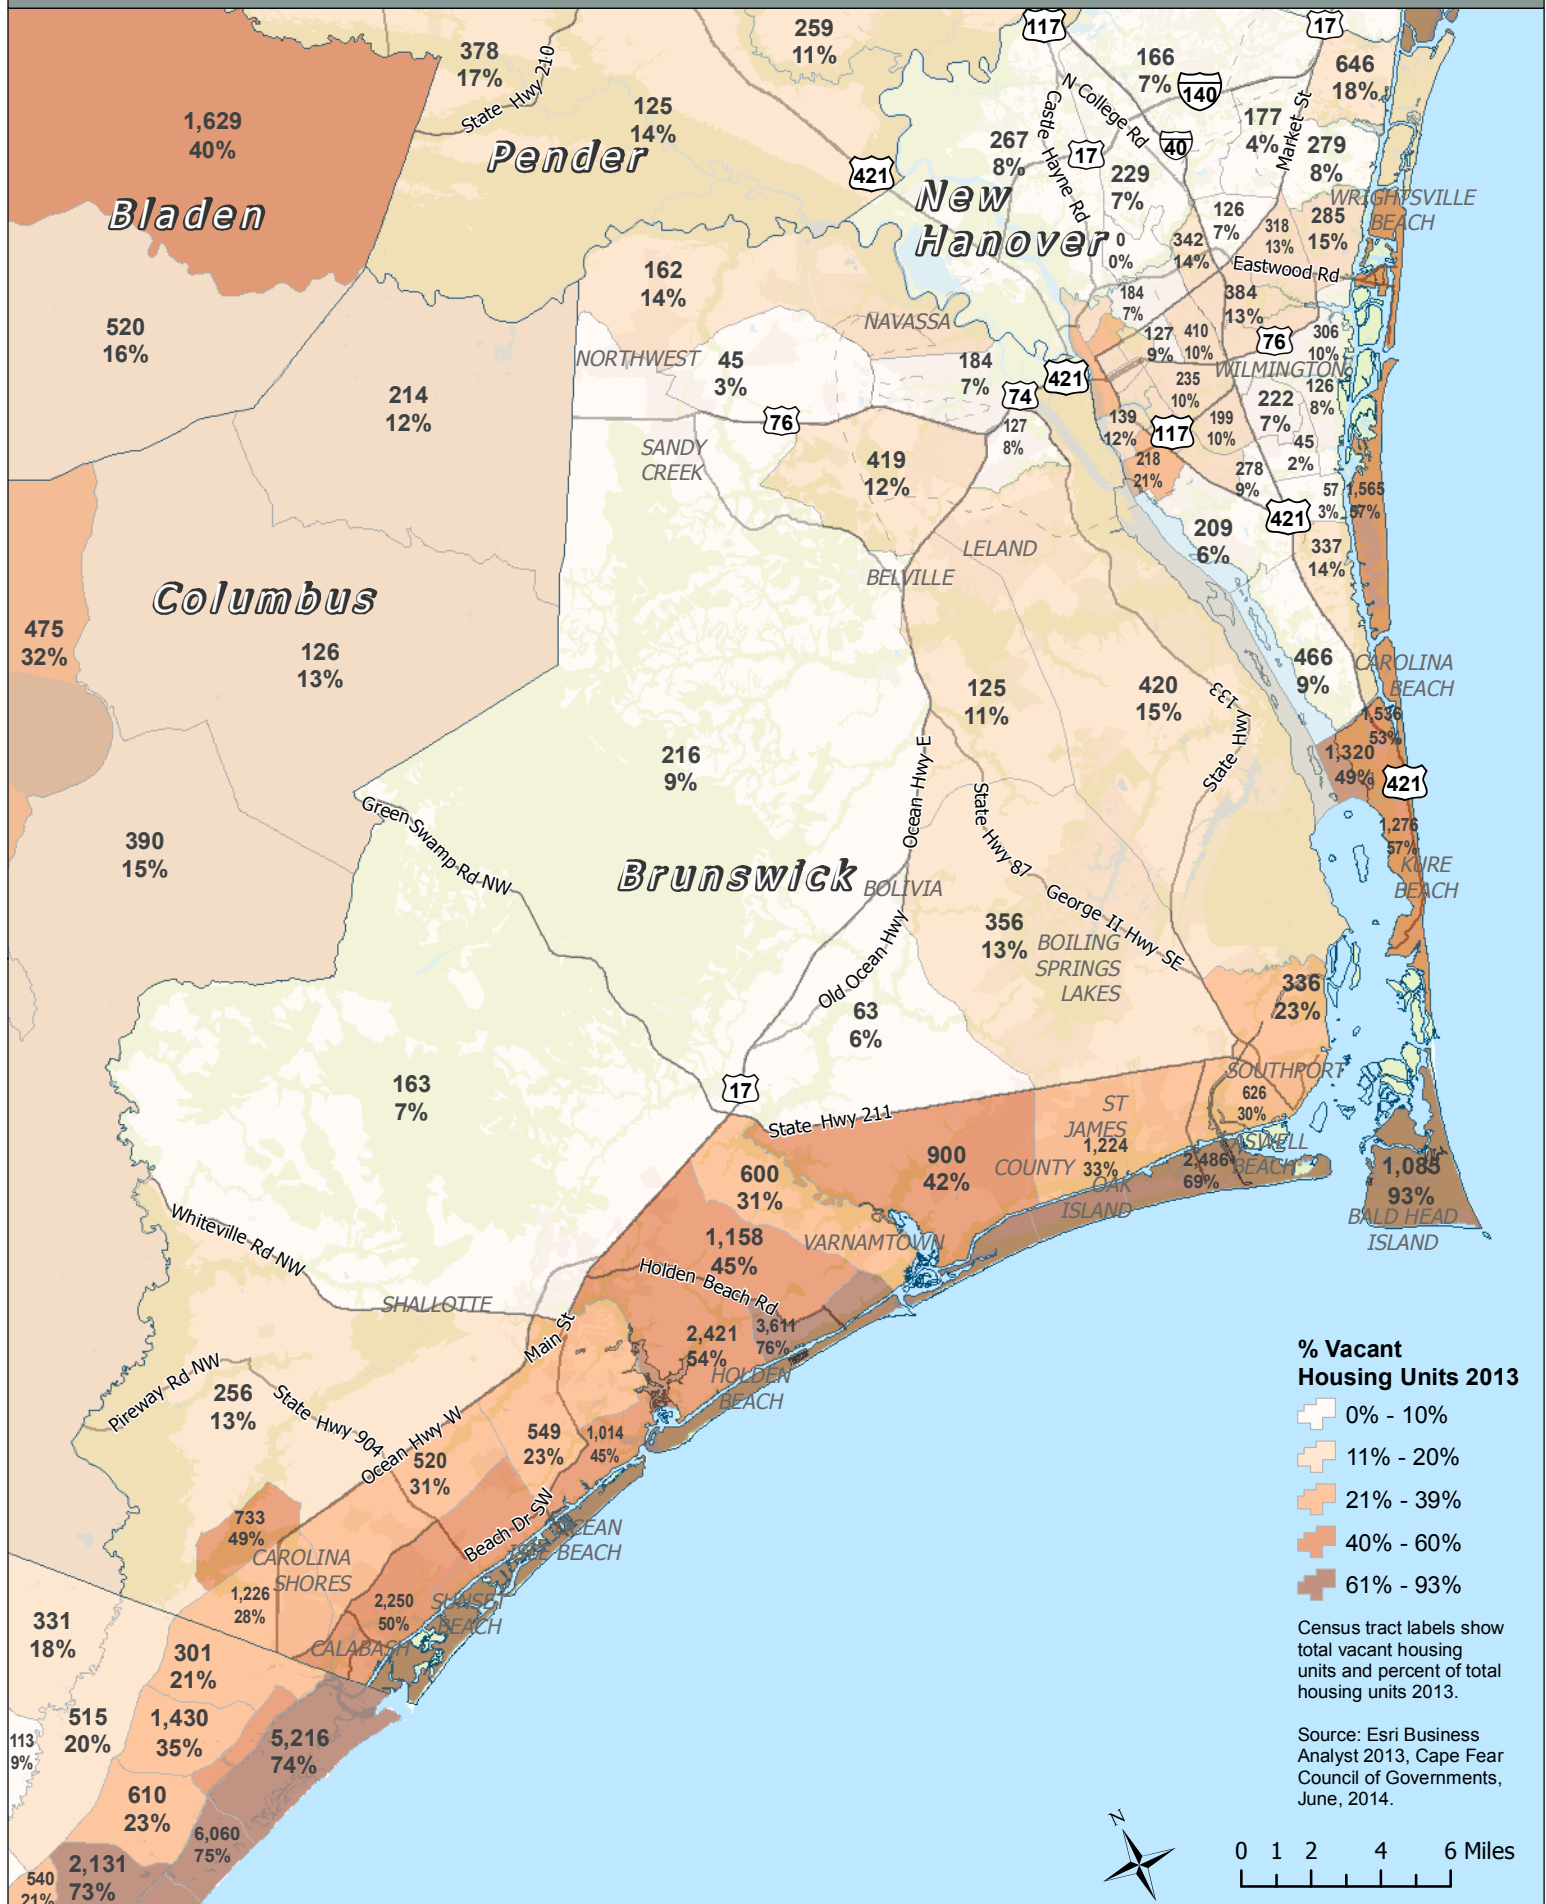 259
11%
117
17
378
17%
State Hwy 210
166
7%
646
18%
140
N College Rd
Castle Hayne Rd
Market St
1,629
40%
125
14%
177
4%
267
8%
17
40
279
8%
Pender
421
229
7%
Bladen
New
Hanover
WRIGHTSVILLE
BEACH
126
7%
318
13%
285
15%
0
0%
342
14%
Eastwood Rd
162
14%
184
7%
384
13%
520
16%
NAVASSA
127
9%
410
10%
76
306
10%
NORTHWEST
45
3%
184
7%
421
WILMINGTON
214
12%
74
235
10%
222
7%
126
8%
76
127
8%
139
12%
117
199
10%
SANDY
CREEK
419
12%
218
21%
45
2%
278
9%
57
3%
1,565
57%
421
209
6%
LELAND
337
14%
BELVILLE
Columbus
475
32%
126
13%
466
9%
CAROLINA
BEACH
125
11%
420
15%
State Hwy 133
1,536
53%
216
9%
Ocean Hwy E
1,320
49%
421
Green Swamp Rd NW
State Hwy 87
390
15%
1,276
57%
KURE
BEACH
Brunswick
BOLIVIA
George II Hwy SE
356
13%
BOILING
SPRINGS
LAKES
Old Ocean Hwy
336
23%
63
6%
163
7%
17
SOUTHPORT
626
30%
State Hwy 211
ST
JAMES
1,224
33%
900
42%
COUNTY
2,486
69%
CASWELL
BEACH
1,085
93%
600
31%
OAK
ISLAND
BALD HEAD
ISLAND
Whiteville Rd NW
1,158
45%
VARNAMTOWN
Holden Beach Rd
SHALLOTTE
Main St
2,421
54%
3,611
76%
HOLDEN
BEACH
Pireway Rd NW
256
13%
State Hwy 904
Ocean Hwy W
549
23%
1,014
45%
520
31%
733
49%
Beach Dr SW
OCEAN
ISLE BEACH
CAROLINA
SHORES
1,226
28%
2,250
50%
SUNSET
BEACH
331
18%
301
21%
CALABASH
515
20%
1,430
35%
113
9%
5,216
74%
610
23%
6,060
75%
2,131
73%
540
21%
% Vacant
Housing Units 2013
0% - 10%
11% - 20%
21% - 39%
40% - 60%
61% - 93%
Census tract labels show
total vacant housing
units and percent of total
housing units 2013.
Source: Esri Business
Analyst 2013, Cape Fear
Council of Governments,
June, 2014.
N
0 1 2 4 6 Miles